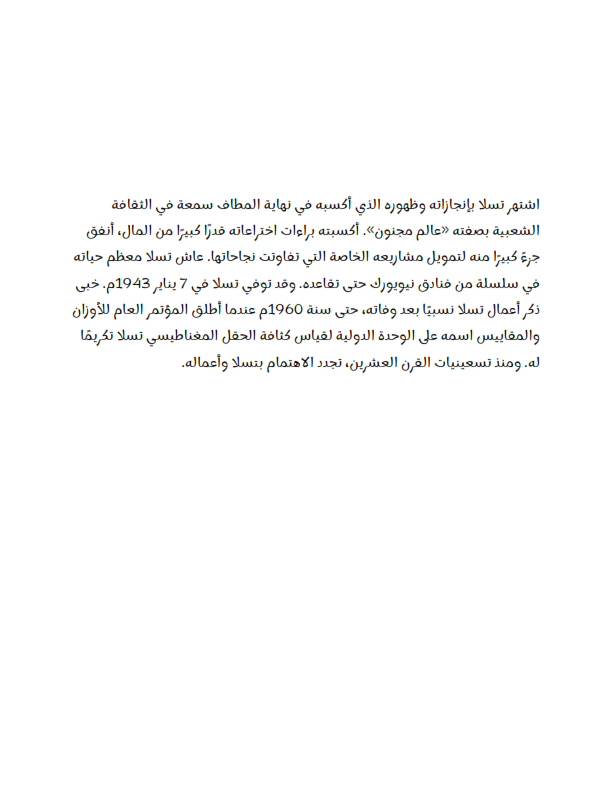 اشتهر تسلا بإنجازاته وظهوره الذي أكسبه في نهاية المطاف سمعة في الثقافة
الشعبية بصفته «عالم مجنون». أكسبته براءات اختراعاته قدرًا كبيرًا من المال، أنفق
جزءً كبيرًا منه لتمويل مشاريعه الخاصة التي تفاوتت نجاحاتها. عاش تسلا معظم حياته
في سلسلة من فنادق نيويورك حتى تقاعده. وقد توفي تسلا في 7 يناير 1943م. خبى
ذكر أعمال تسلا نسبيًا بعد وفاته، حتى سنة 1960م عندما أطلق المؤتمر العام للأوزان
والمقاييس اسمه على الوحدة الدولية لقياس كثافة الحقل المغناطيسي تسلا تكريمًا
له. ومنذ تسعينيات القرن العشرين، تجدد الاهتمام بتسلا وأعماله.